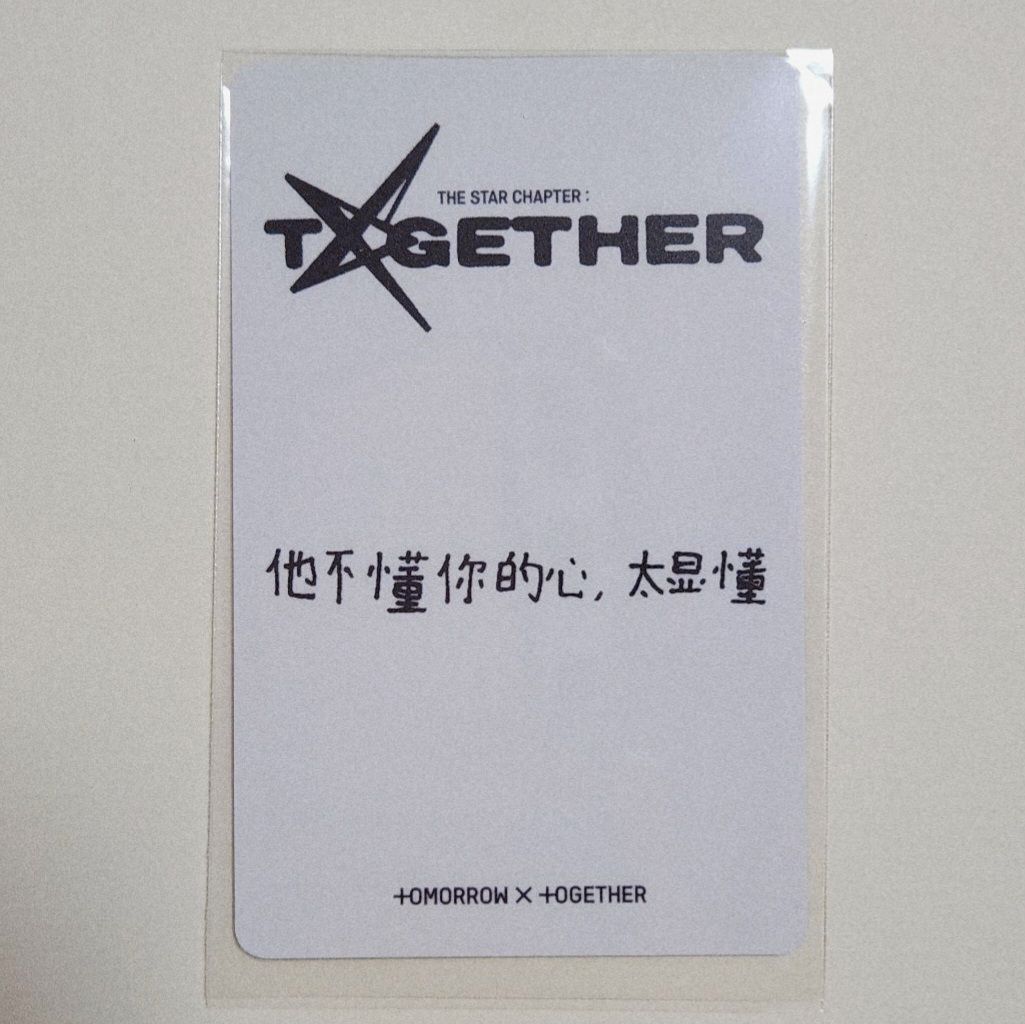 THE STAR CHAPTER :
TOGETHER
他不懂你的心, 太显懂
TOMORROW X TOGETHER